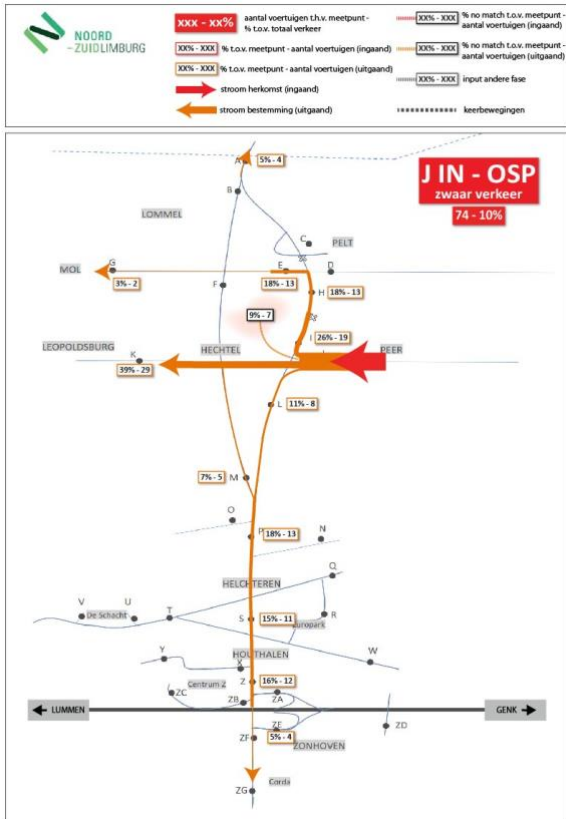 NOORD
-ZUIDLIMBURG
xxx - xx%
aantal voertuigen t.h.v. meetpunt -
% t.o.v. totaal verkeer
XX% - XXX
% t.o.v. meetpunt - aantal voertuigen (ingaand)
XX% - XXX
% t.o.v. meetpunt - aantal voertuigen (uitgaand)
stroom herkomst (ingaand)
stroom bestemming (uitgaand)
XX% - XXX
% no match t.o.v. meetpunt -
aantal voertuigen (ingaand)
XX% - XXX
% no match t.o.v. meetpunt -
aantal voertuigen (uitgaand)
XX% - XXX
input andere fase
keerbewegingen
J IN - OSP
zwaar verkeer
74 - 10%
A
5% - 4
B
LOMMEL
C
PELT
MOL
G
E
D
3% - 2
18% - 13
F
H
18% - 13
9% - 7
LEOPOLDSBURG
K
HECHTEL
I
26% - 19
PEER
39% - 29
L
11% - 8
7% - 5
M
O
P
18% - 13
N
HELCHTEREN
Q
V
U
De Schacht
T
S
15% - 11
R
Europark
HOUTHALEN
Y
X
W
Z
16% - 12
Centrum Z
ZC
ZB
ZA
LUMMEN
GENK
ZE
ZD
ZF
5% - 4
ZONHOVEN
ZG
Corda